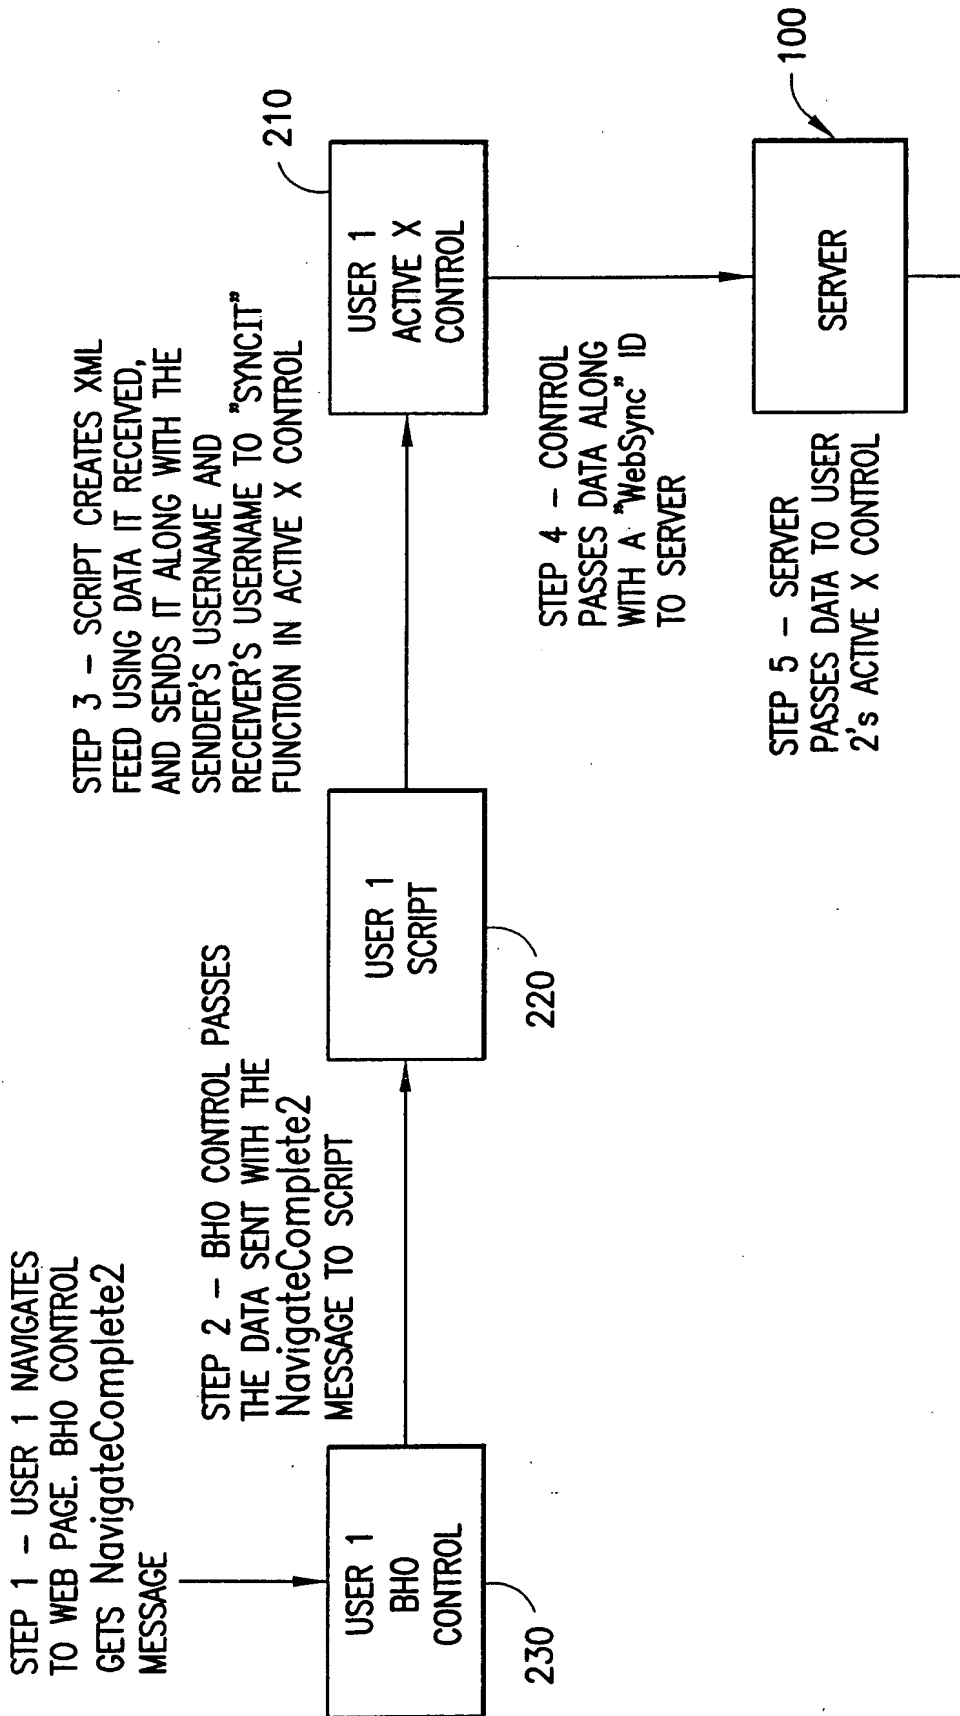 STEP 1 – USER 1 NAVIGATES
TO WEB PAGE. BHO CONTROL
GETS NavigateComplete2
MESSAGE
USER 1
BHO
CONTROL
230
STEP 2 – BHO CONTROL PASSES
THE DATA SENT WITH THE
NavigateComplete2
MESSAGE TO SCRIPT
USER 1
SCRIPT
220
STEP 3 – SCRIPT CREATES XML
FEED USING DATA IT RECEIVED,
AND SENDS IT ALONG WITH THE
SENDER'S USERNAME AND
RECEIVER'S USERNAME TO "SYNCIT"
FUNCTION IN ACTIVE X CONTROL
USER 1
ACTIVE X
CONTROL
210
STEP 4 – CONTROL
PASSES DATA ALONG
WITH A "WebSync" ID
TO SERVER
SERVER
100
STEP 5 – SERVER
PASSES DATA TO USER
2's ACTIVE X CONTROL